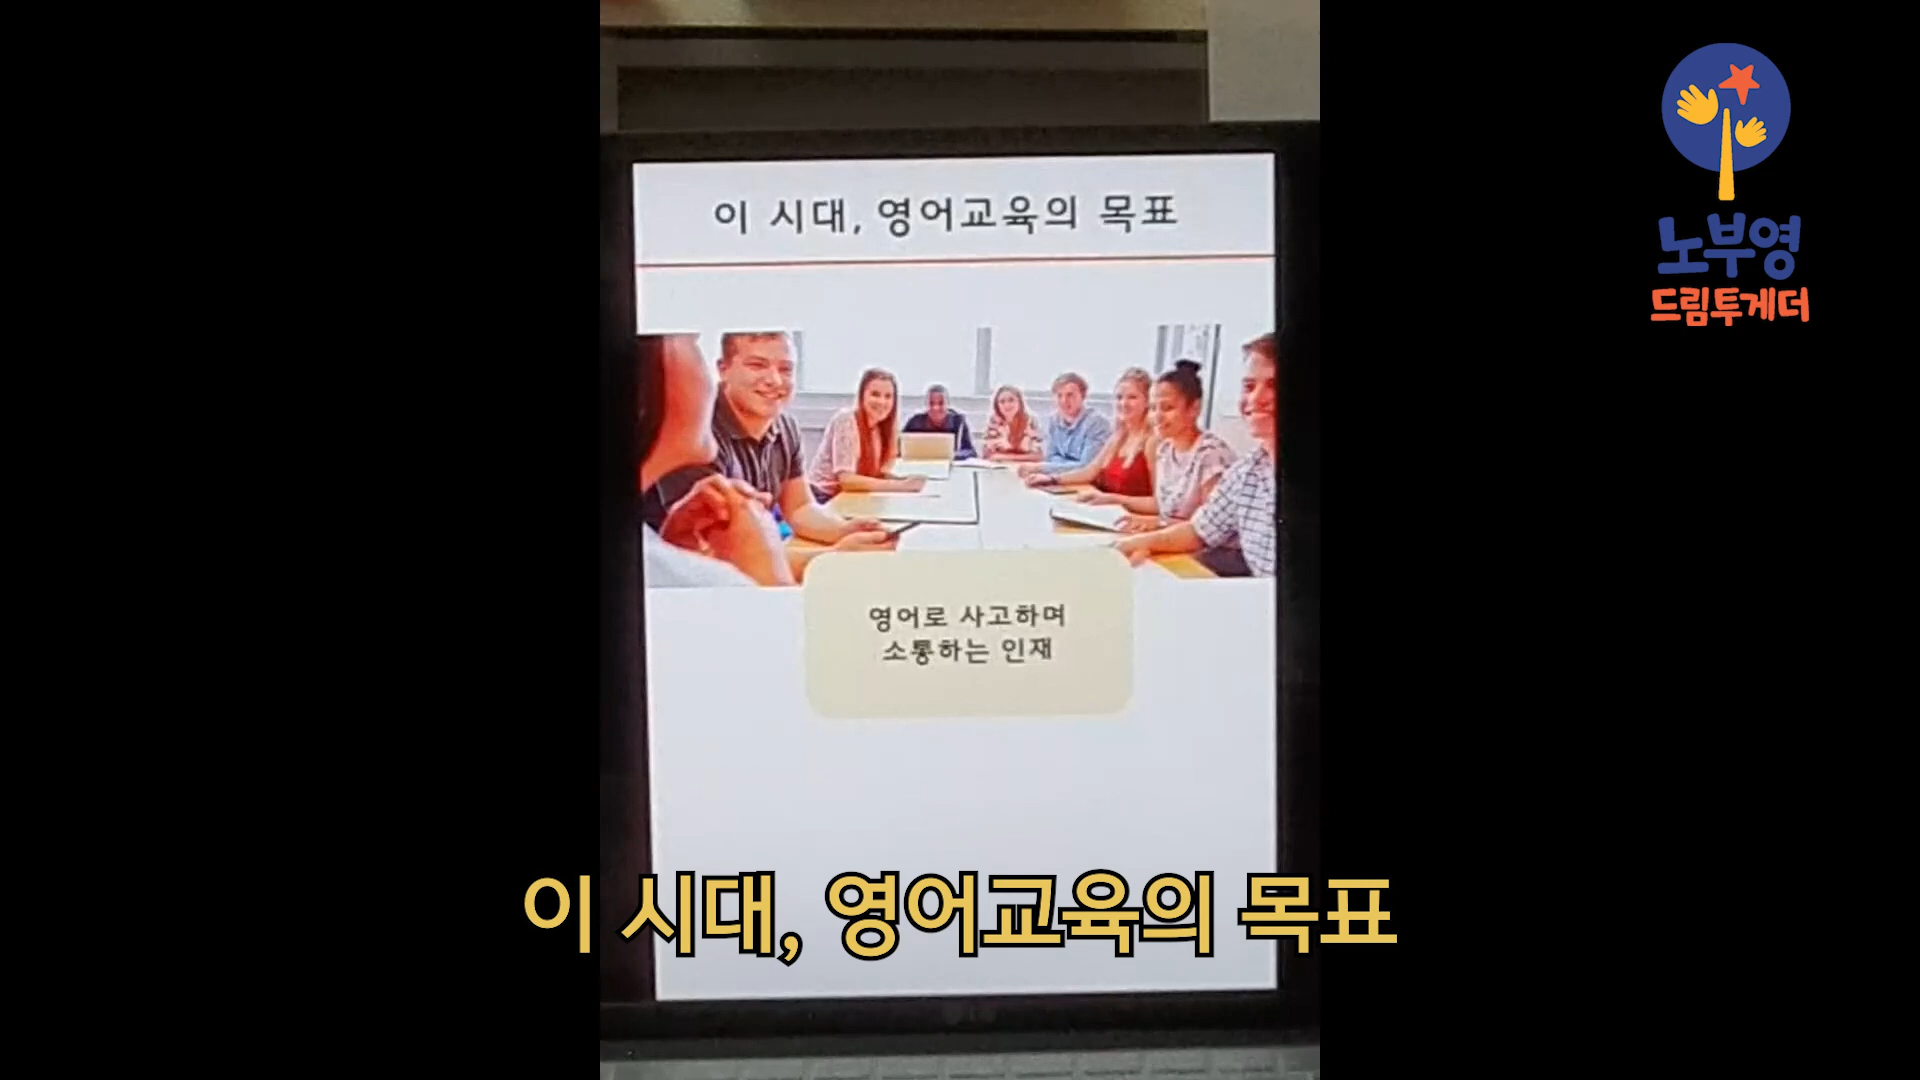 이 시대, 영어교육의 목표
영어로 사고하며
소통하는 인재
노부영
드림투게더
이 시대, 영어교육의 목표